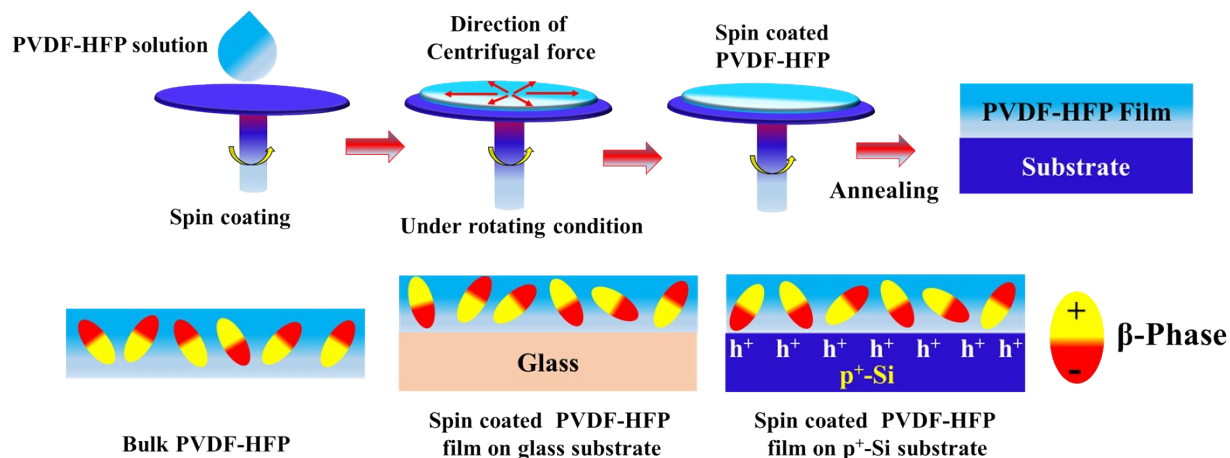 PVDF-HFP solution
Direction of
Centrifugal force
Spin coated
PVDF-HFP
PVDF-HFP Film
Substrate
Annealing
Spin coating
Under rotating condition
+
-
β-Phase
Glass
h⁺ h⁺ h⁺ h⁺ h⁺ h⁺ h⁺
p⁺-Si
Bulk PVDF-HFP
Spin coated PVDF-HFP
film on glass substrate
Spin coated PVDF-HFP
film on p⁺-Si substrate